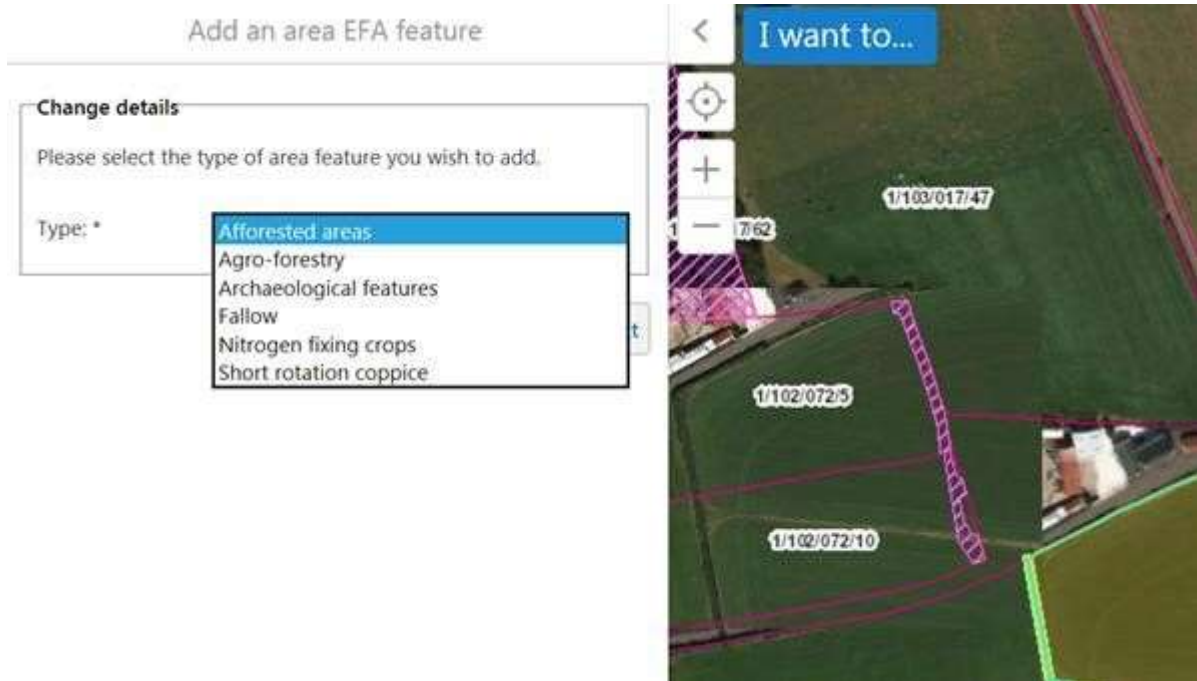 Add an area EFA feature
Change details
Please select the type of area feature you wish to add.
Type: *
Afforested areas
Agro-forestry
Archaeological features
Fallow
Nitrogen fixing crops
Short rotation coppice
t
I want to...
1/103/017/47
7/62
1/102/072/5
1/102/072/10